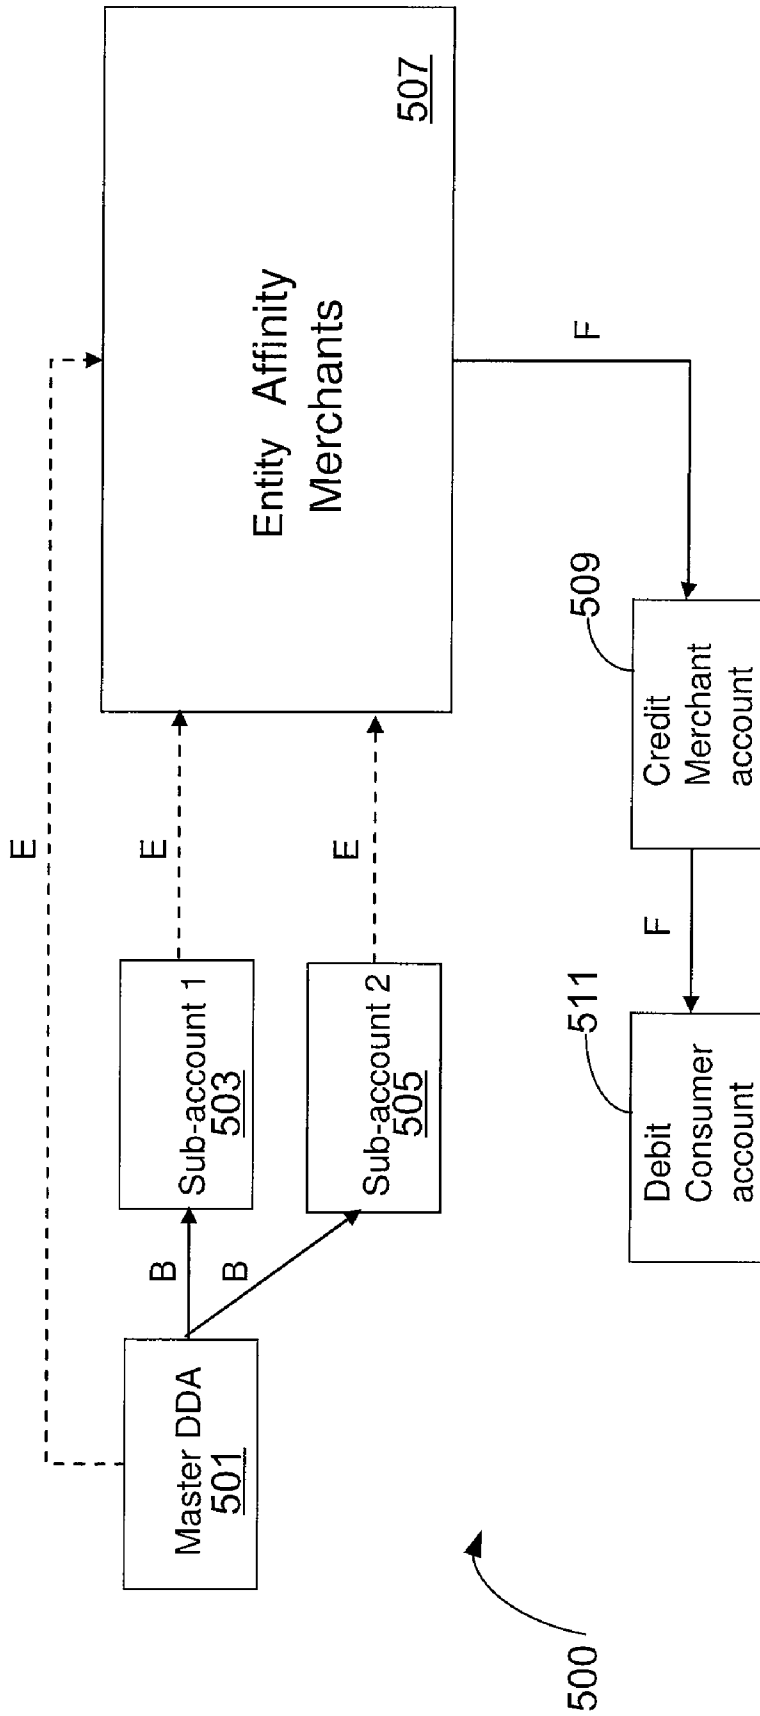 E
Master DDA
501
B
B
Sub-account 1
503
E
Sub-account 2
505
E
Entity Affinity
Merchants
507
F
509
Credit
Merchant
account
F
511
Debit
Consumer
account
500